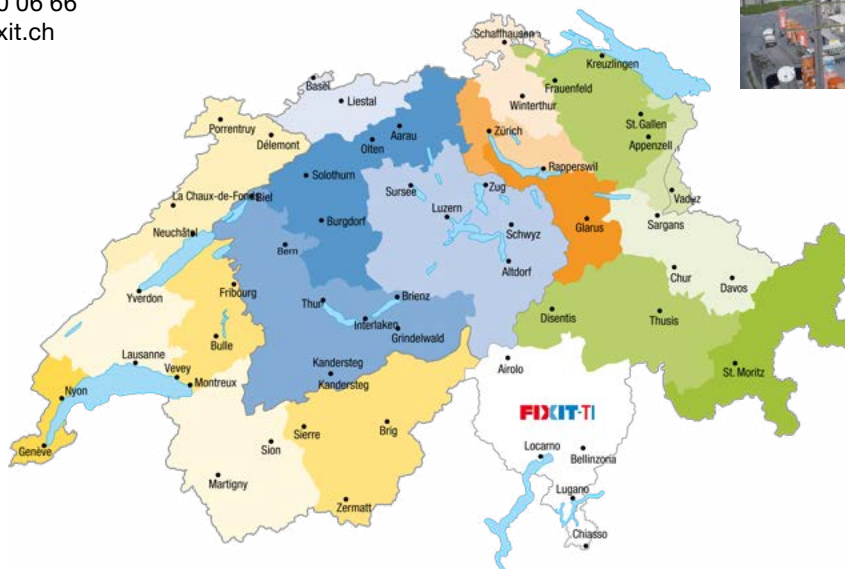 0 06 66
xit.ch
Schaffhausen
Kreuzlingen
Basel
Liestal
Frauenfeld
Winterthur
Porrentruy
Délemont
Aarau
Olten
Zürich
St. Gallen
Appenzell
Rapperswil
Solothurn
La Chaux-de-Fonds
Biel
Sursee
Zug
Vaduz
Luzern
Burgdorf
Glarus
Sargans
Neuchâtel
Schwyz
Bern
Altdorf
Chur
Davos
Yverdon
Fribourg
Thun
Brienz
Interlaken
Disentis
Thusis
Grindelwald
Bulle
Lausanne
Vevey
Montreux
Kandersteg
Kandersteg
Airolo
St. Moritz
Nyon
FIXIT-TI
Genève
Sion
Sierre
Brig
Locarno
Bellinzona
Martigny
Lugano
Zermatt
Chiasso